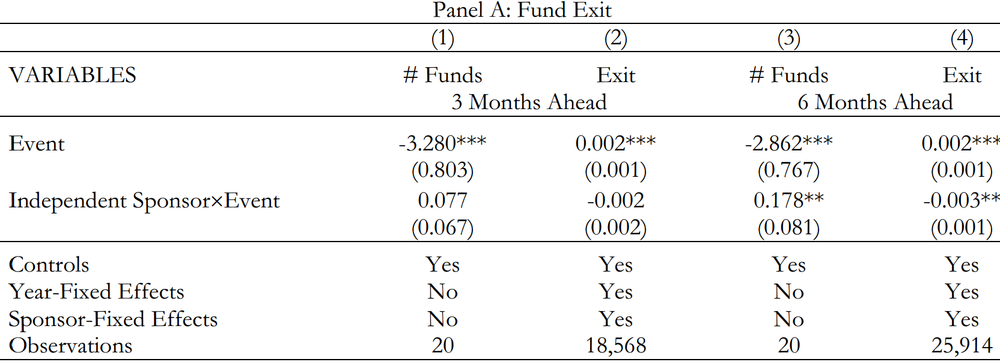 Panel A: Fund Exit
(1) (2) (3) (4)
VARIABLES # Funds Exit # Funds Exit
3 Months Ahead 6 Months Ahead
Event -3.280*** 0.002*** -2.862*** 0.002***
(0.803) (0.001) (0.767) (0.001)
Independent Sponsor×Event 0.077 -0.002 0.178** -0.003**
(0.067) (0.002) (0.081) (0.001)
Controls Yes Yes Yes Yes
Year-Fixed Effects No Yes No Yes
Sponsor-Fixed Effects No Yes No Yes
Observations 20 18,568 20 25,914